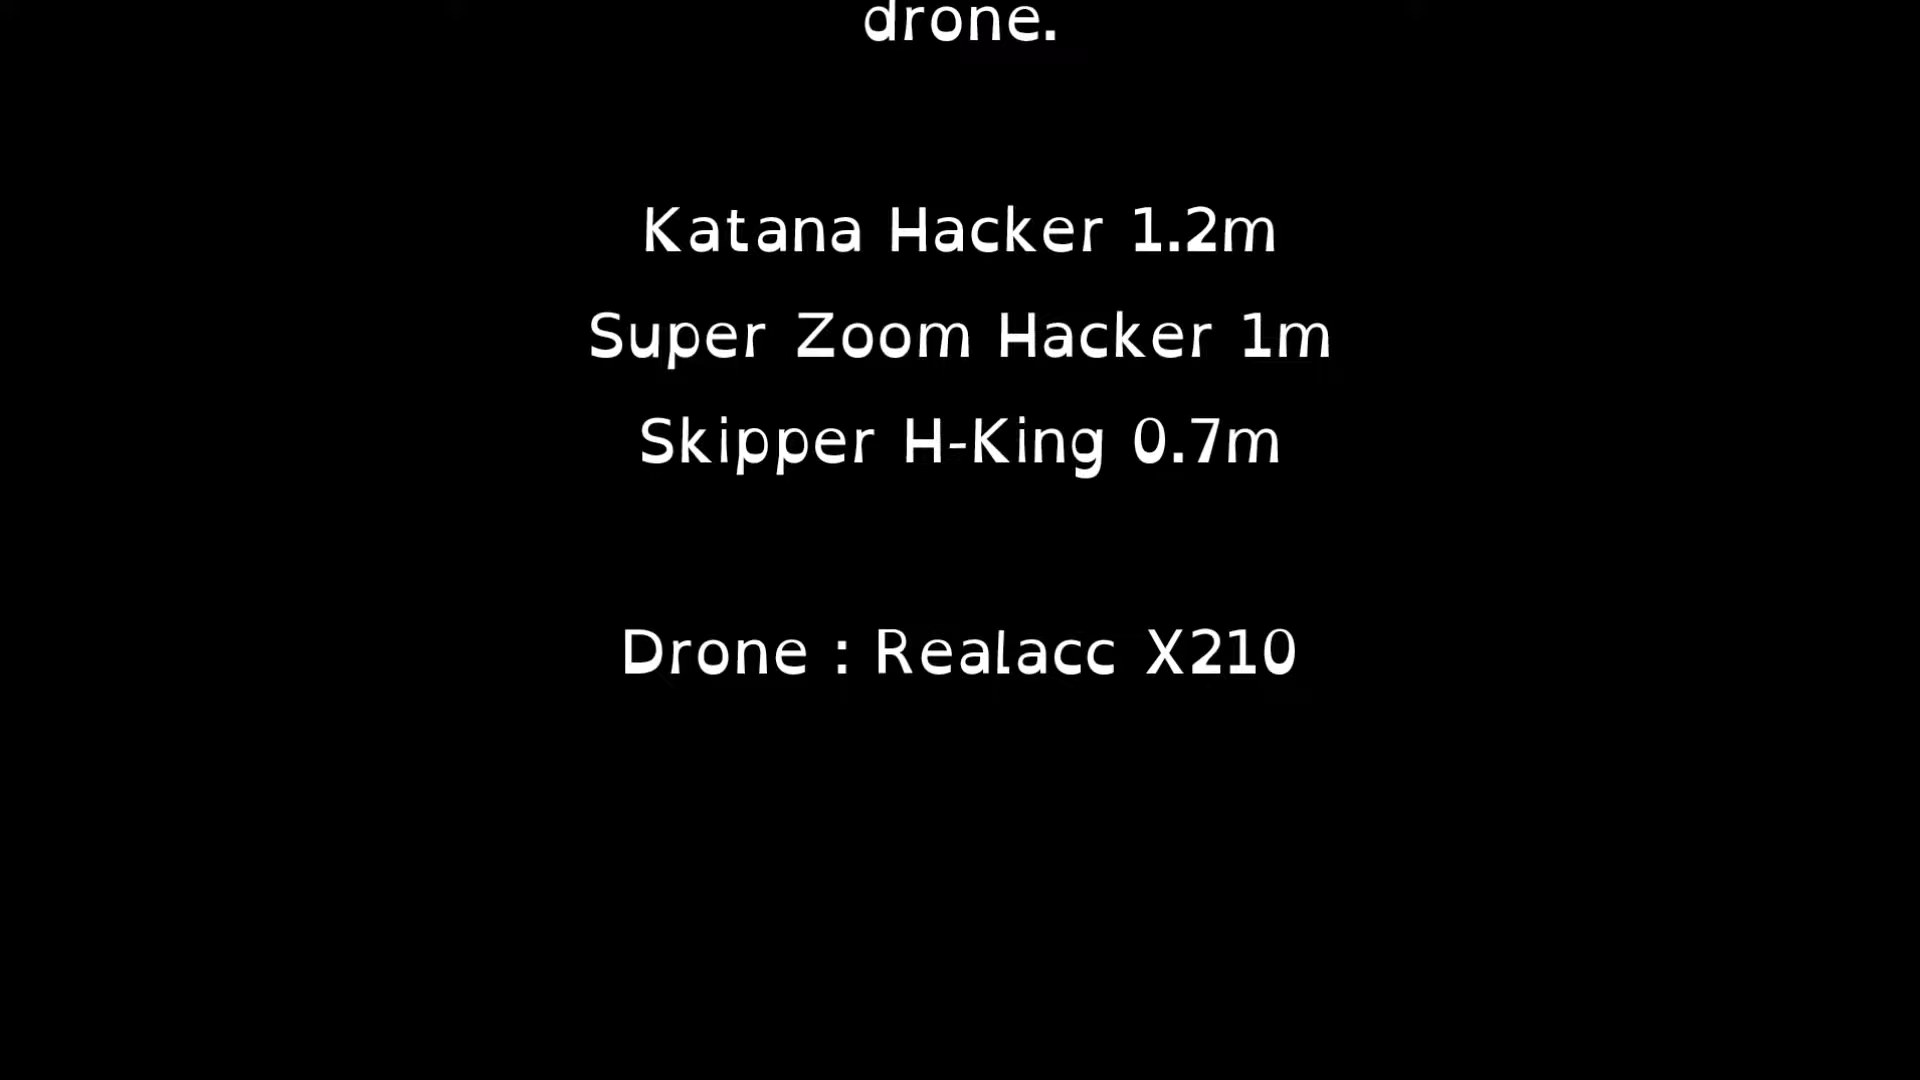 drone.
Katana Hacker 1.2m
Super Zoom Hacker 1m
Skipper H-King 0.7m
Drone : Realacc X210